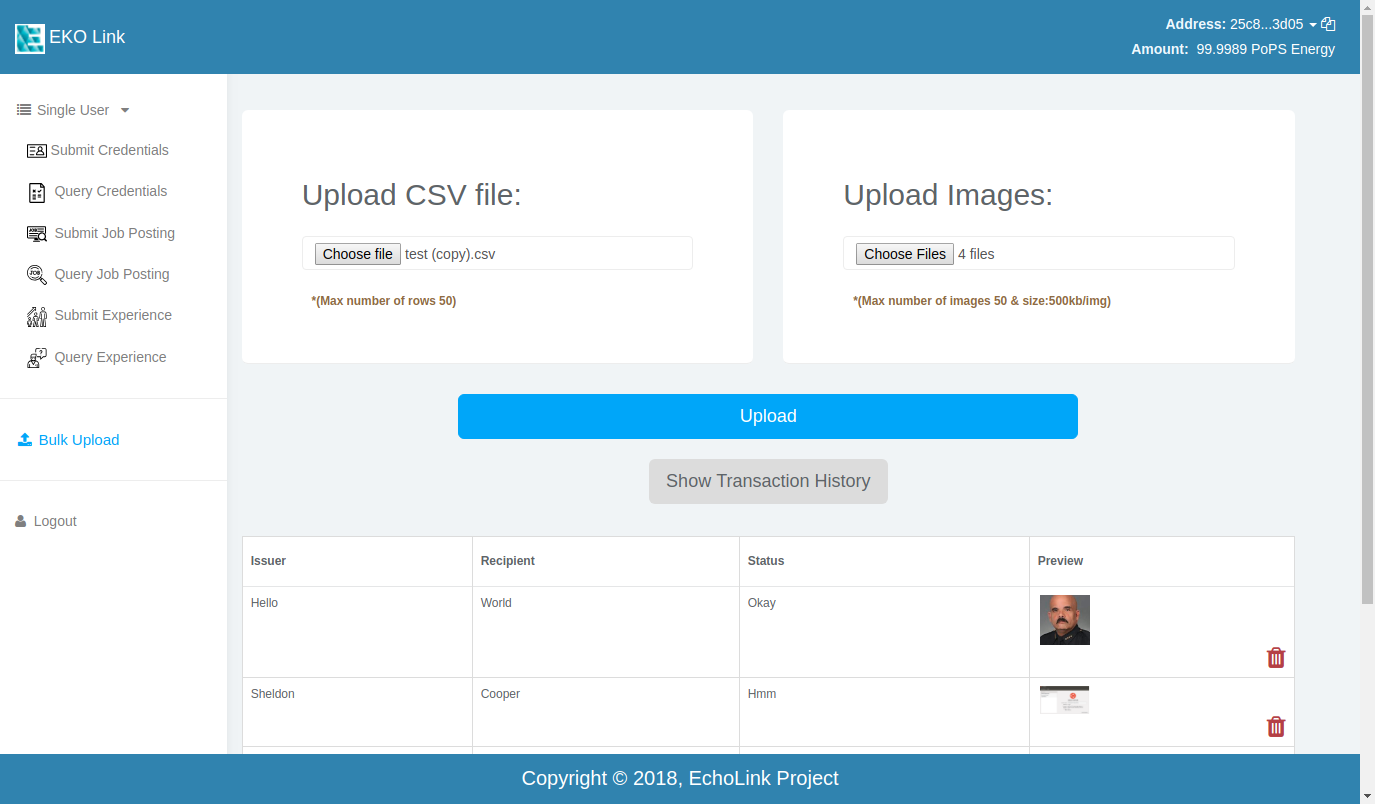 EKO Link
Address: 25c8...3d05
Amount: 99.9989 PoPS Energy
Single User
Submit Credentials
Query Credentials
Submit Job Posting
Query Job Posting
Submit Experience
Query Experience
Bulk Upload
Logout
Upload CSV file:
Choose file test (copy).csv
*(Max number of rows 50)
Upload Images:
Choose Files 4 files
*(Max number of images 50 & size:500kb/img)
Upload
Show Transaction History
Issuer Recipient Status Preview
Hello World Okay
Sheldon Cooper Hmm
Copyright © 2018, EchoLink Project